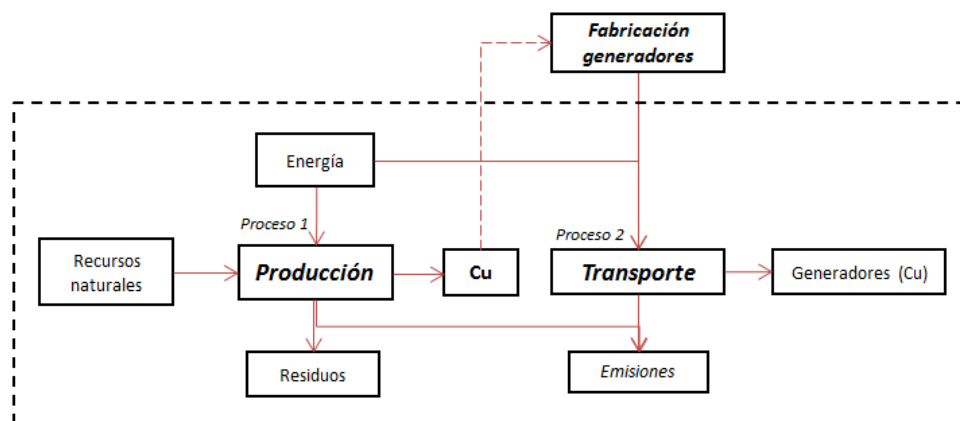 Fabricación
generadores
Energía
Proceso 1
Proceso 2
Recursos
naturales
Producción
Cu
Transporte
Generadores (Cu)
Residuos
Emisiones